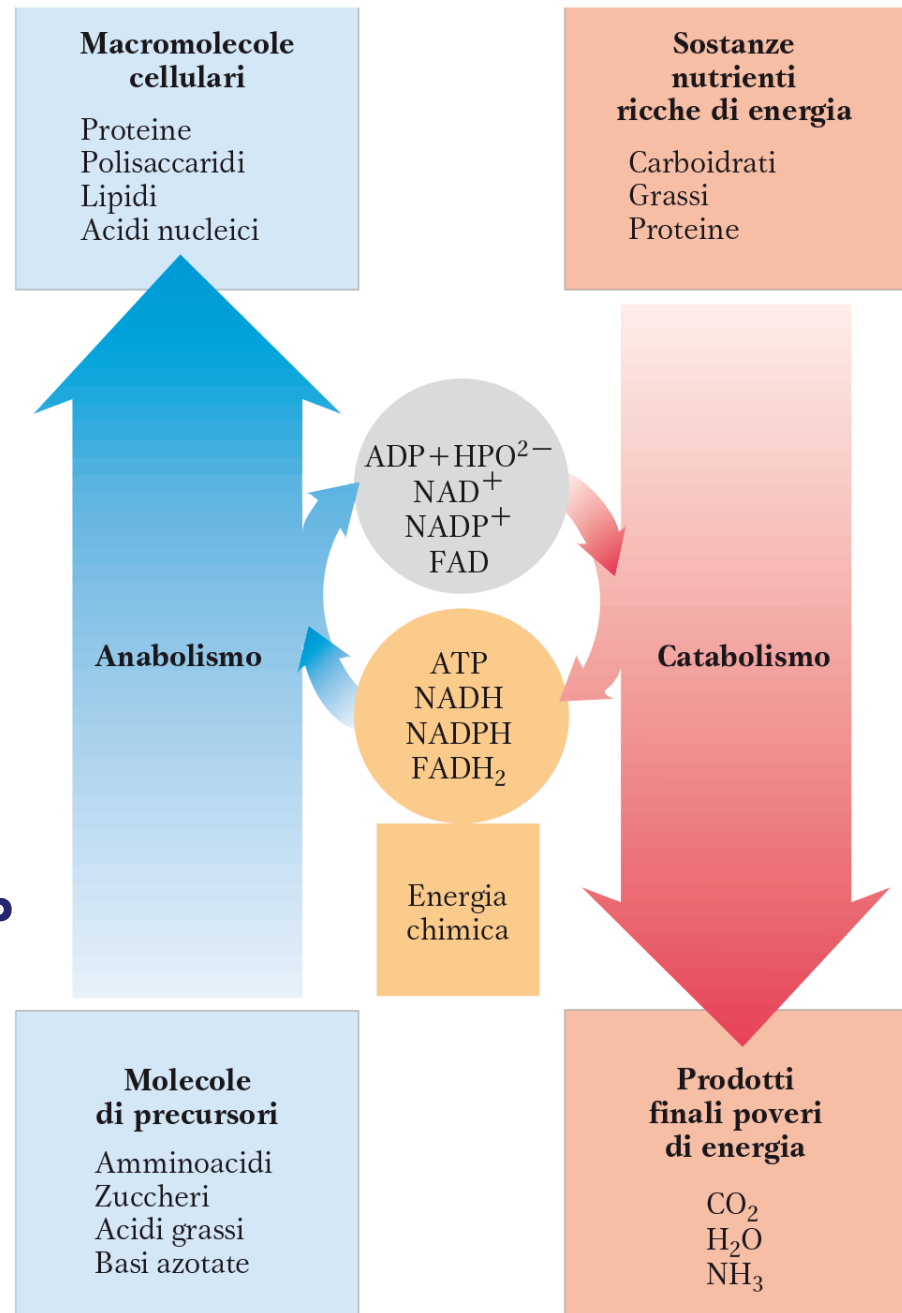 Macromolecole
cellulari
Proteine
Polisaccaridi
Lipidi
Acidi nucleici
Sostanze
nutrienti
ricche di energia
Carboidrati
Grassi
Proteine
ADP+HPO²⁻
NAD⁺
NADP⁺
FAD
Anabolismo
ATP
NADH
NADPH
FADH₂
Catabolismo
Energia
chimica
Molecole
di precursori
Amminoacidi
Zuccheri
Acidi grassi
Basi azotate
Prodotti
finali poveri
di energia
CO₂
H₂O
NH₃